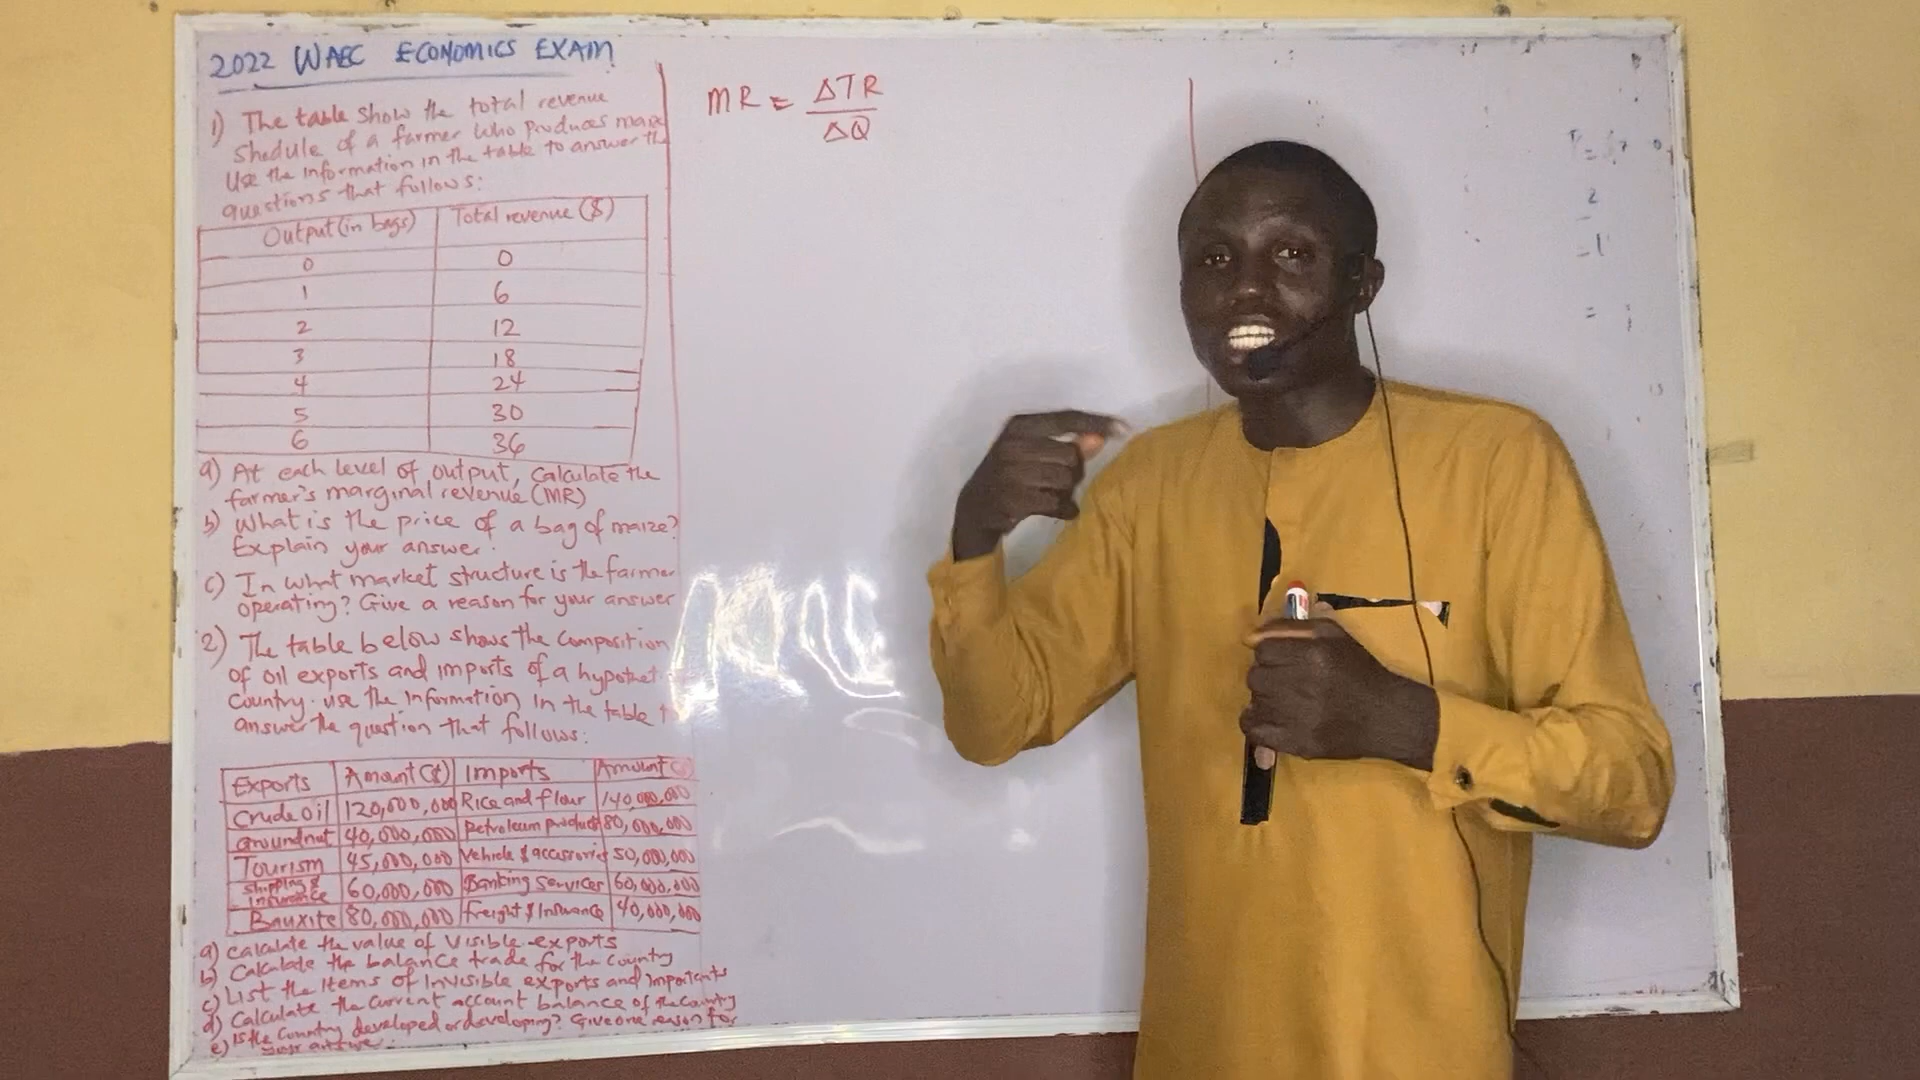 2022 WAEC ECONOMICS EXAM
1) The table show the total revenue
Shedule of a farmer who produces
Use the information in the table to answer the
questions that follows:
Output (in bags) Total revenue ($)
0 0
1 6
2 12
3 18
4 24
5 30
6 36
a) At each level of output, calculate the
farmer's marginal revenue (MR)
b) What is the price of a bag of maize?
Explain your answer.
c) In what market structure is the farmer
operating? Give a reason for your answer
2) The table below shows the composition
of oil exports and imports of a hypothet
country. use the information in the table
answer the question that follows:
Exports Amount ($) Imports Amount ($)
Crude oil 120,000,000 Rice and flour 140,000,000
Groundnut 40,000,000 Petroleum product 80,000,000
Tourism 45,000,000 Vehicle & accessories 50,000,000
Shipping & insurance 60,000,000 Banking services 60,000,000
Bauxite 80,000,000 Freight & Insurance 40,000,000
a) Calculate the value of Visible exports
b) Calculate the balance trade for the country
c) List the items of Invisible exports and
d) Calculate the current account balance of the country
e) Is the country developed or developing? Give one reason for
your answer.
MR = ΔTR
ΔQ